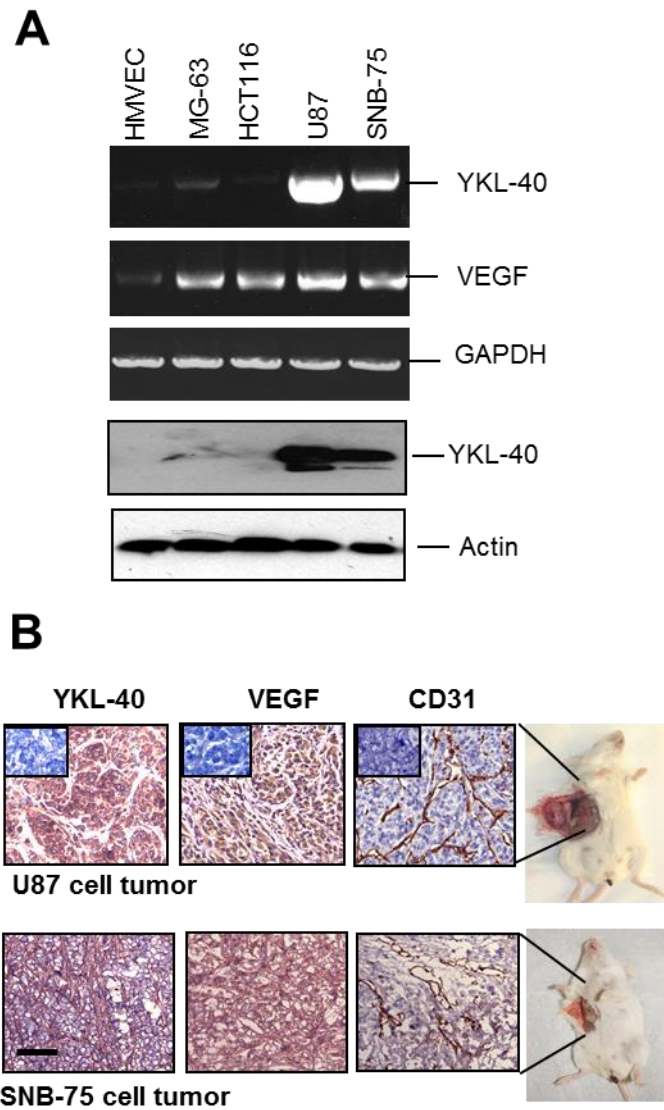 A
HMVEC
MG-63
HCT116
U87
SNB-75
YKL-40
VEGF
GAPDH
YKL-40
Actin
B
YKL-40 VEGF CD31
U87 cell tumor
SNB-75 cell tumor